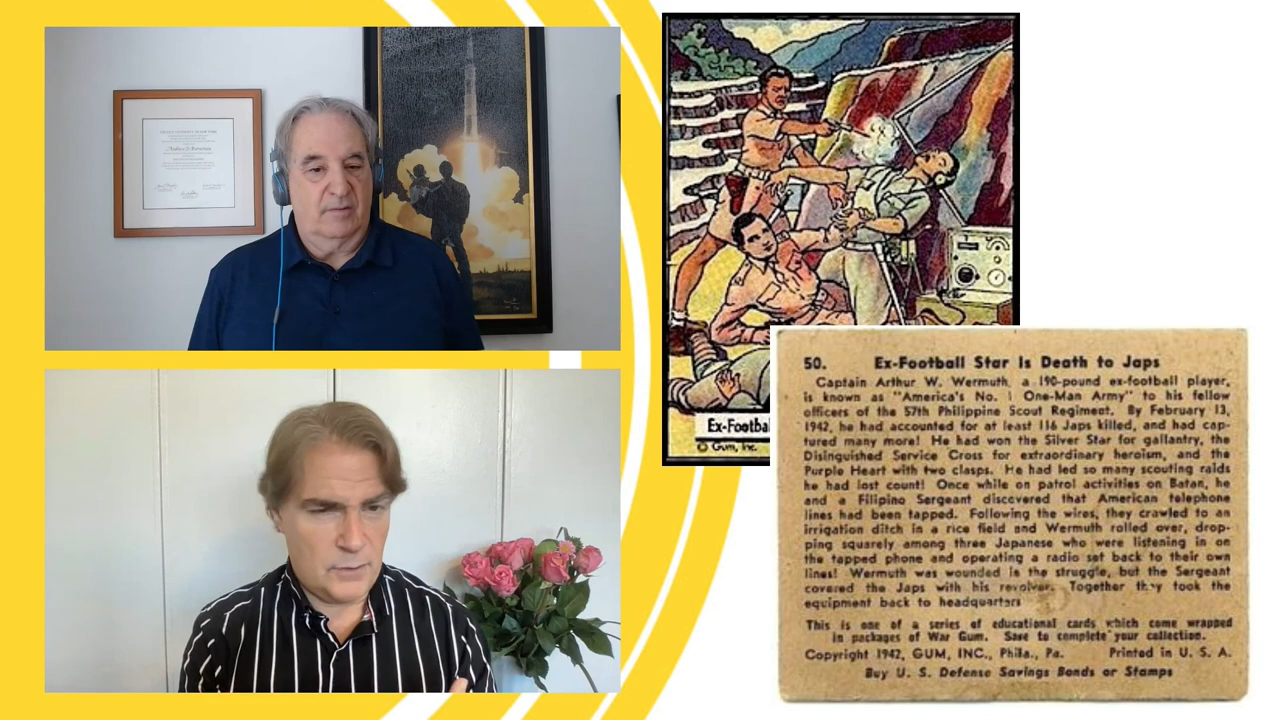 Ex-Footba
© Gum, Inc.
50. Ex-Football Star Is Death to Japs
Captain Arthur W. Wermuth a 190-pound ex-football player,
is known as "America's No. 1 One-Man Army" to his fellow
officers of the 57th Philippine Scout Regiment. By February 13,
1942, he had accounted for at least 116 Japs killed, and had cap-
tured many more! He had won the Silver Star for gallantry, the
Disinguished Service Cross for extraordinary heroism, and the
Purple Heart with two clasps. He had led so many scouting raids
he had lost count! Once while on patrol activities on Batan, he
and a Filipino Sergeant discovered that American telephone
lines had been tapped. Following the wires, they crawled to an
irrigation ditch in a rice field and Wermuth rolled over, drop-
ping squarely among three Japanese who were listening in on
the tapped phone and operating a radio set back to their own
lines! Wermuth was wounded in the struggle, but the Sergeant
covered the Japs with his revolver. Together they took the
equipment back to headquarters
This is one of a series of educational cards which come wrapped
in packages of War Gum. Save to complete your collection.
Copyright 1942, GUM, INC., Phila., Pa. Printed in U. S. A.
Buy U. S. Defense Savings Bonds or Stamps